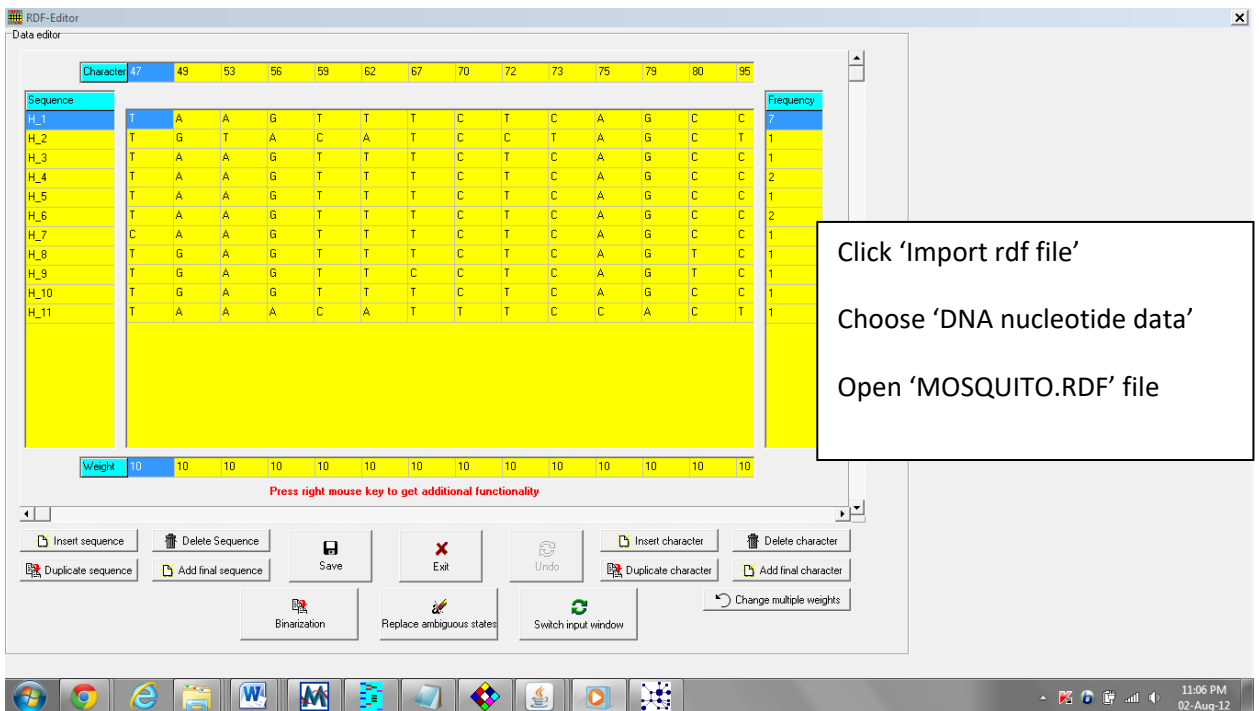 RDF-Editor
Data editor
Character 47 49 53 56 59 62 67 70 72 73 75 79 80 95
Sequence Frequency
H_1 T A A G T T T C T C A G C C 7
H_2 T G T A C A T C C T A G C T 1
H_3 T A A G T T T C T C A G C C 1
H_4 T A A G T T T C T C A G C C 2
H_5 T A A G T T T C T C A G C C 1
H_6 T A A G T T T C T C A G C C 2
H_7 C A A G T T T C T C A G C C 1
H_8 T G A G T T T C T C A G T C 1
H_9 T G A G T T C C T C A G T C 1
H_10 T G A G T T T C T C A G C C 1
H_11 T A A A C A T T T C C A C T 1
Click ‘Import rdf file’
Choose ‘DNA nucleotide data’
Open ‘MOSQUITO.RDF’ file
Weight 10 10 10 10 10 10 10 10 10 10 10 10 10 10
Press right mouse key to get additional functionality
Insert sequence Delete Sequence Save Exit Undo Insert character Delete character
Duplicate sequence Add final sequence Duplicate character Add final character
Binarization Replace ambiguous states Switch input window Change multiple weights
11:06 PM
02-Aug-12